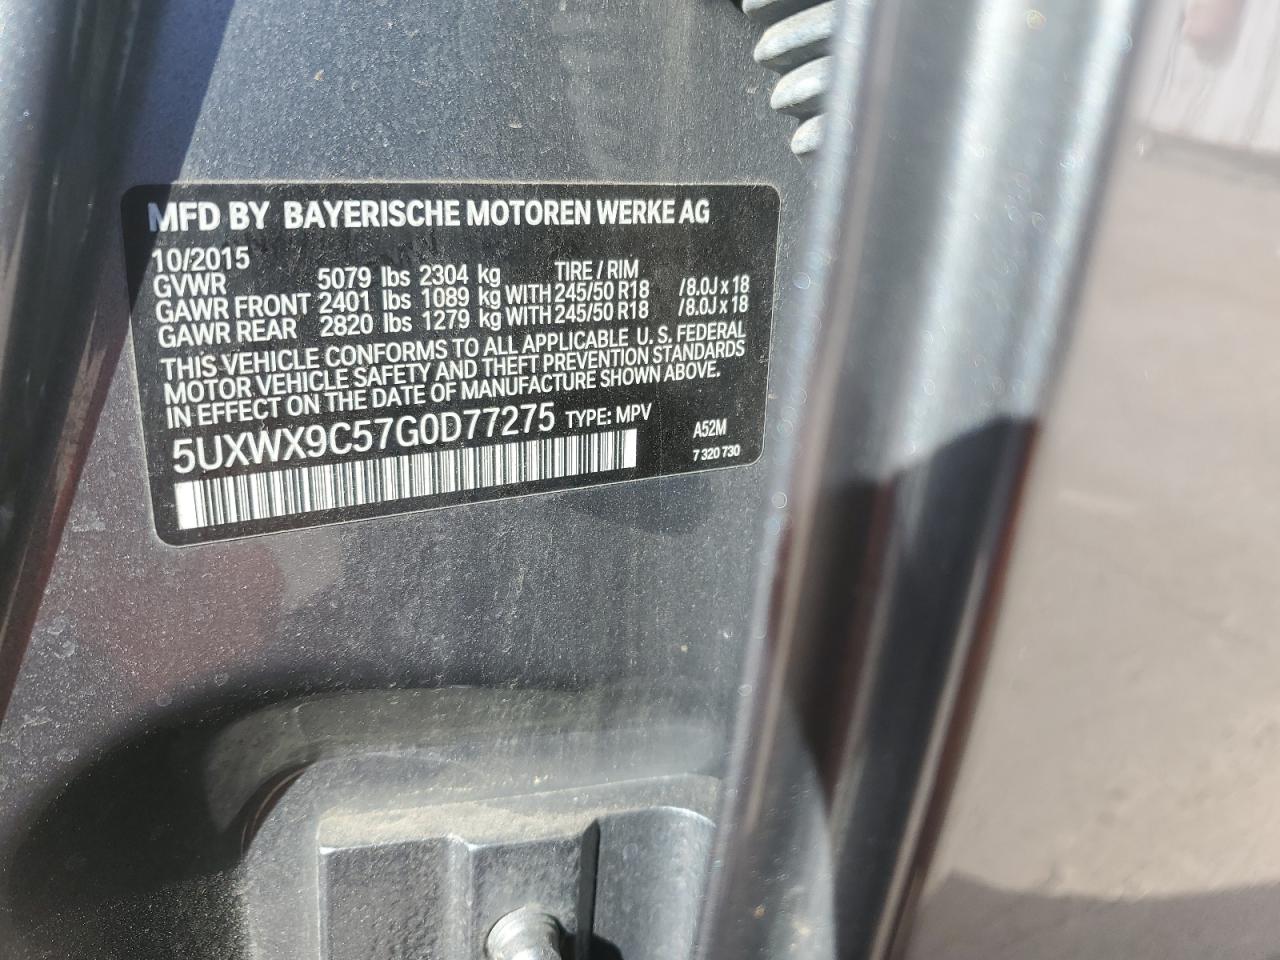 MFD BY BAYERISCHE MOTOREN WERKE AG
10/2015
GVWR 5079 lbs 2304 kg TIRE / RIM
GAWR FRONT 2401 lbs 1089 kg WITH 245/50 R18 /8.0J x 18
GAWR REAR 2820 lbs 1279 kg WITH 245/50 R18 /8.0J x 18
THIS VEHICLE CONFORMS TO ALL APPLICABLE U. S. FEDERAL
MOTOR VEHICLE SAFETY AND THEFT PREVENTION STANDARDS
IN EFFECT ON THE DATE OF MANUFACTURE SHOWN ABOVE.
5UXWX9C57G0D77275 TYPE: MPV
A52M
7 320 730